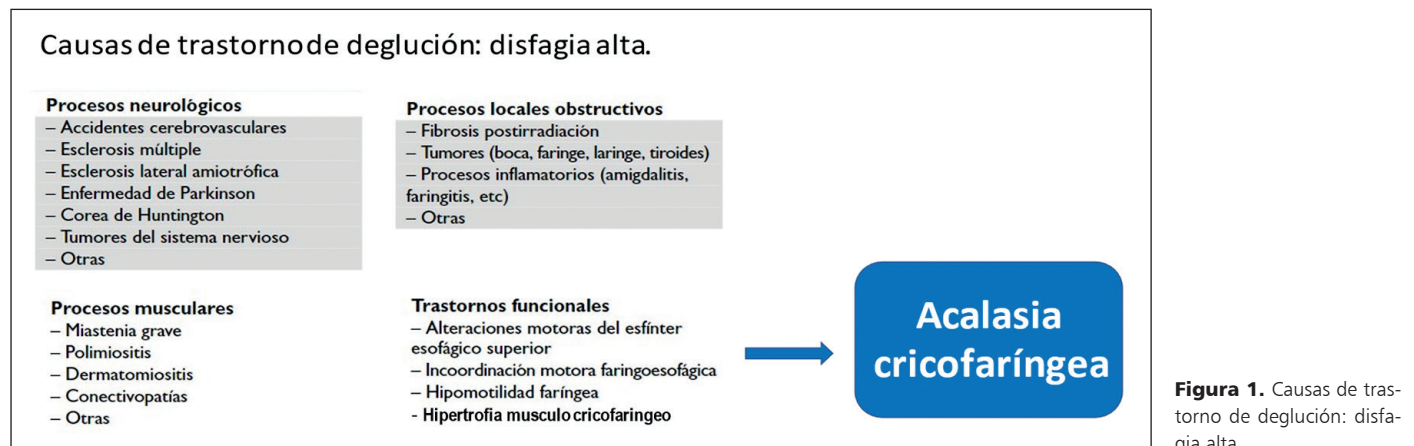 Causas de trastorno de deglución: disfagia alta.
Procesos neurológicos
– Accidentes cerebrovasculares
– Esclerosis múltiple
– Esclerosis lateral amiotrófica
– Enfermedad de Parkinson
– Corea de Huntington
– Tumores del sistema nervioso
– Otras
Procesos locales obstructivos
– Fibrosis postirradiación
– Tumores (boca, faringe, laringe, tiroides)
– Procesos inflamatorios (amigdalitis,
faringitis, etc)
– Otras
Procesos musculares
– Miastenia grave
– Polimiositis
– Dermatomiositis
– Conectivopatías
– Otras
Trastornos funcionales
– Alteraciones motoras del esfínter
esofágico superior
– Incoordinación motora faringoesofágica
– Hipomotilidad faríngea
- Hipertrofia musculo cricofaringeo
Acalasia
cricofaríngea
Figura 1. Causas de tras-
torno de deglución: disfa-
gia alta.